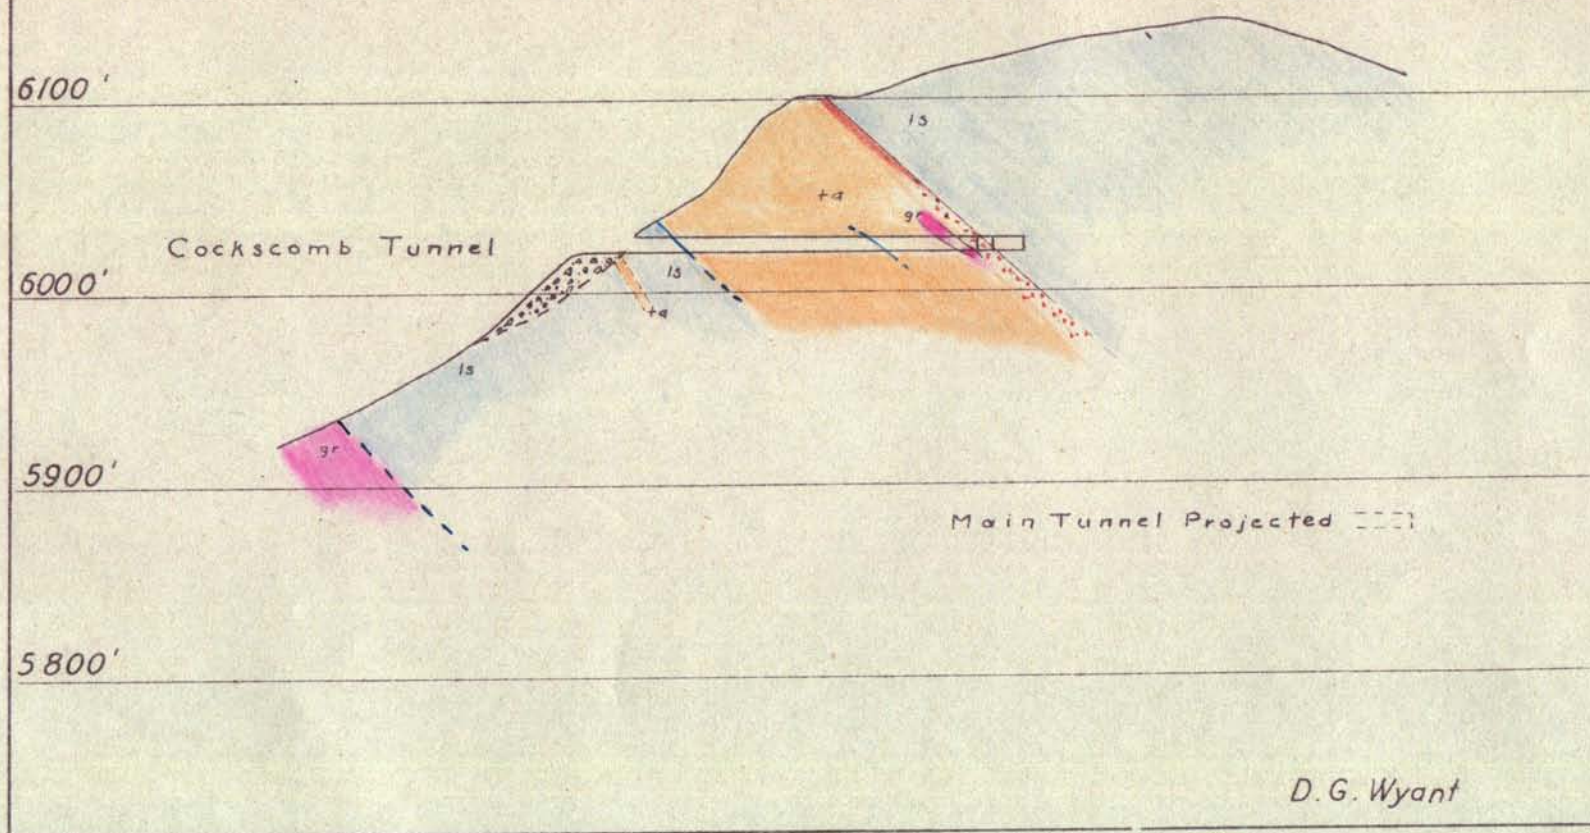 6100'
ls
ta
gr
Cockscomb Tunnel
ls
6000'
ta
ls
gr
5900'
Main Tunnel Projected
5800'
D.G. Wyant